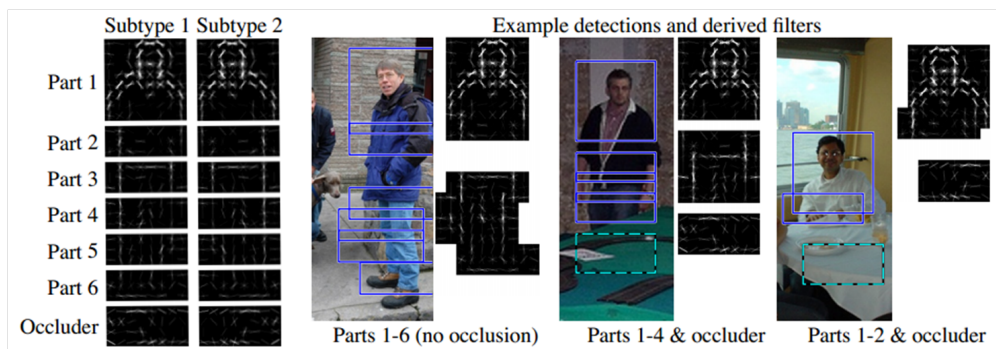 Subtype 1 Subtype 2
Example detections and derived filters
Part 1
Part 2
Part 3
Part 4
Part 5
Part 6
Occluder
Parts 1-6 (no occlusion)
Parts 1-4 & occluder
Parts 1-2 & occluder